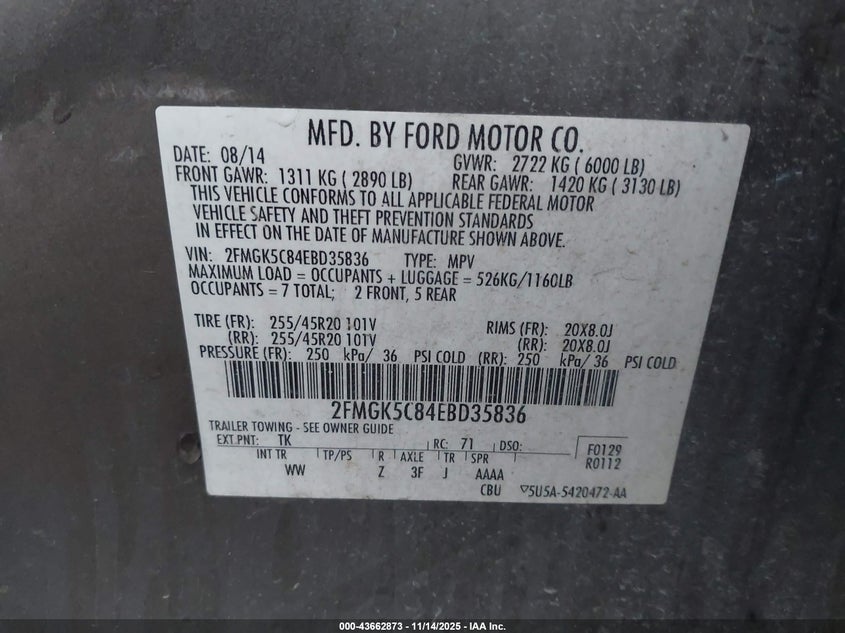 MFD. BY FORD MOTOR CO.
DATE: 08/14 GVWR: 2722 KG ( 6000 LB)
FRONT GAWR: 1311 KG ( 2890 LB) REAR GAWR: 1420 KG ( 3130 LB)
THIS VEHICLE CONFORMS TO ALL APPLICABLE FEDERAL MOTOR
VEHICLE SAFETY AND THEFT PREVENTION STANDARDS
IN EFFECT ON THE DATE OF MANUFACTURE SHOWN ABOVE.
VIN: 2FMGK5C84EBD35836 TYPE: MPV
MAXIMUM LOAD = OCCUPANTS + LUGGAGE = 526KG/1160LB
OCCUPANTS = 7 TOTAL; 2 FRONT, 5 REAR
TIRE (FR): 255/45R20 101V RIMS (FR): 20X8.0J
(RR): 255/45R20 101V (RR): 20X8.0J
PRESSURE (FR): 250 kPa/ 36 PSI COLD (RR): 250 kPa/ 36 PSI COLD
2FMGK5C84EBD35836
TRAILER TOWING - SEE OWNER GUIDE
EXT.PNT: TK RC: 71 DSO: F0129
INT TR TP/PS R AXLE TR SPR R0112
WW Z 3F J AAAA
CBU ▽5U5A-5420472-AA
000-43662873 - 11/14/2025 - IAA Inc.